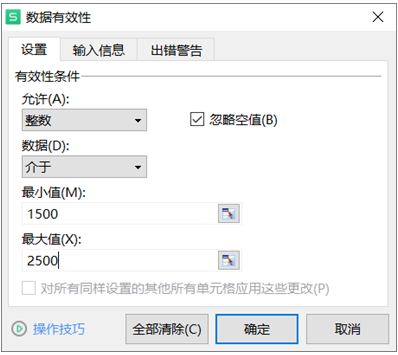 S 数据有效性
设置 输入信息 出错警告
有效性条件
允许(A):
整数 忽略空值(B)
数据(D):
介于
最小值(M):
1500
最大值(X):
2500
对所有同样设置的其他所有单元格应用这些更改(P)
操作技巧 全部清除(C) 确定 取消